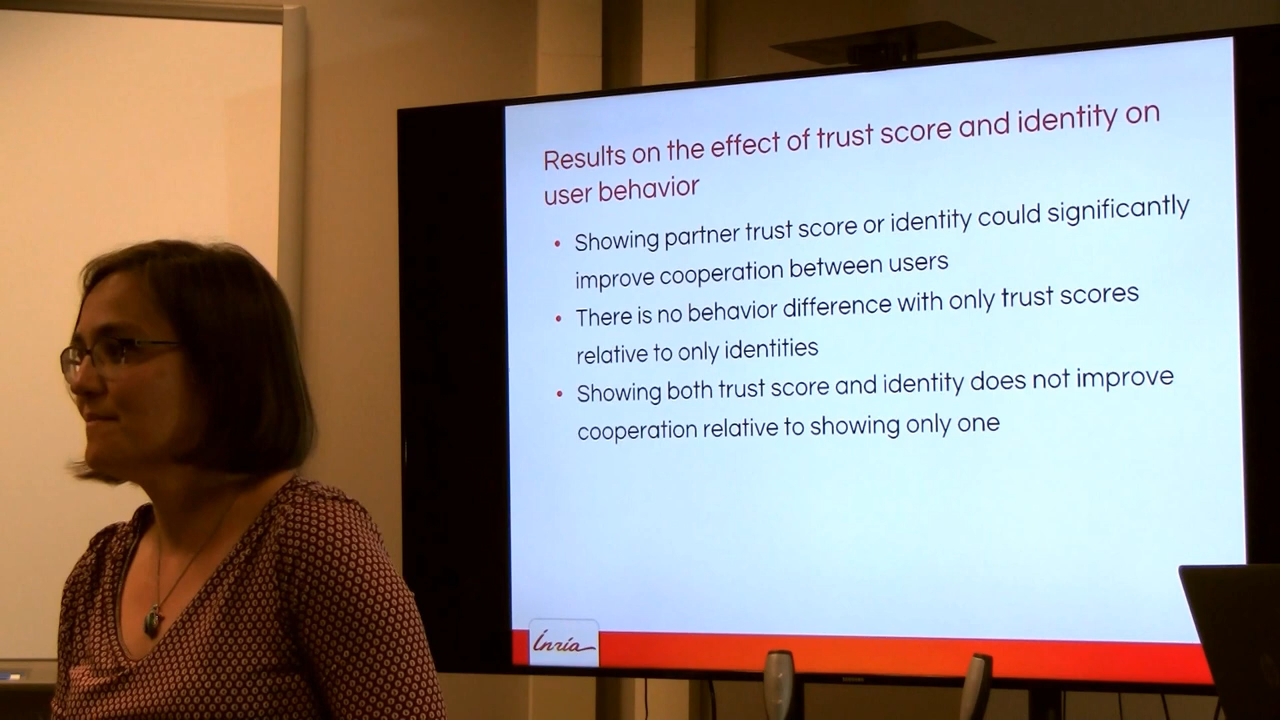 Results on the effect of trust score and identity on
user behavior
• Showing partner trust score or identity could significantly
improve cooperation between users
• There is no behavior difference with only trust scores
relative to only identities
• Showing both trust score and identity does not improve
cooperation relative to showing only one
Inria
SAMSUNG